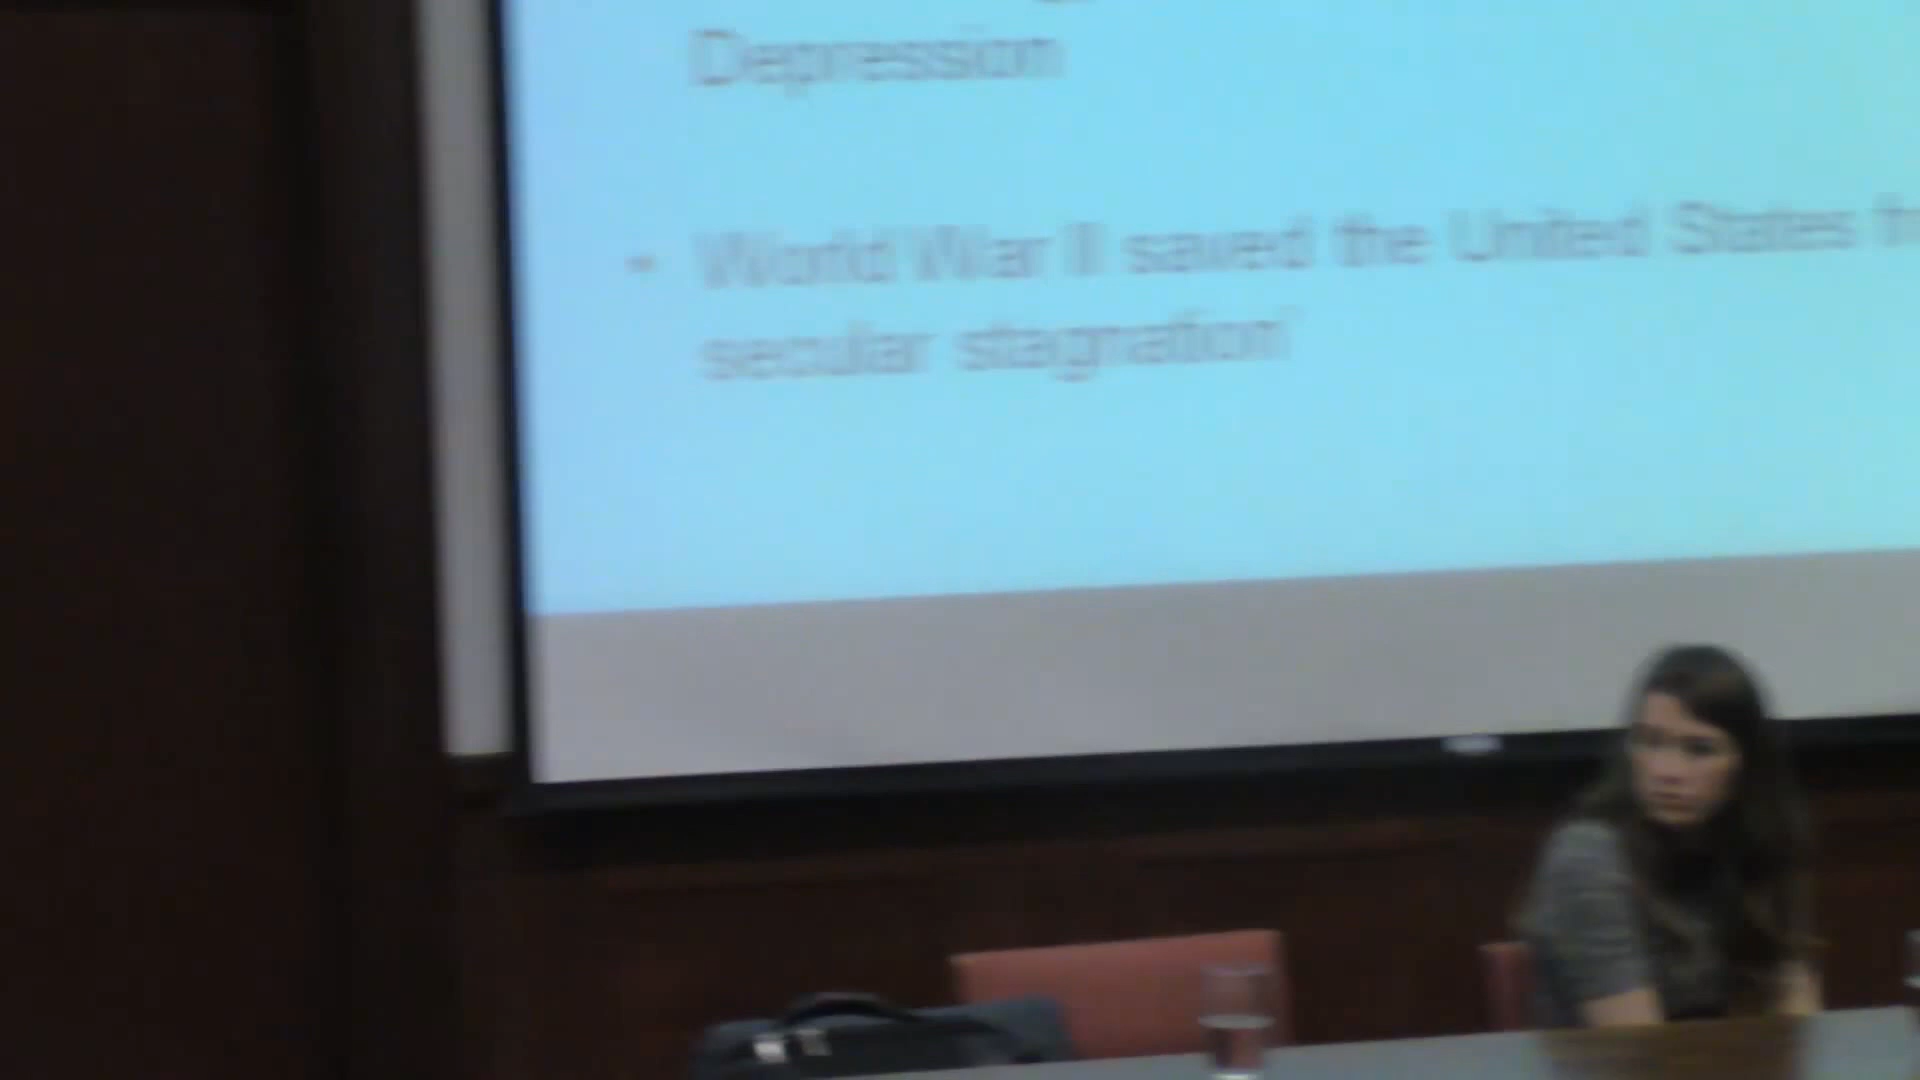 Depression
• World War II saved the United States
secular stagnation